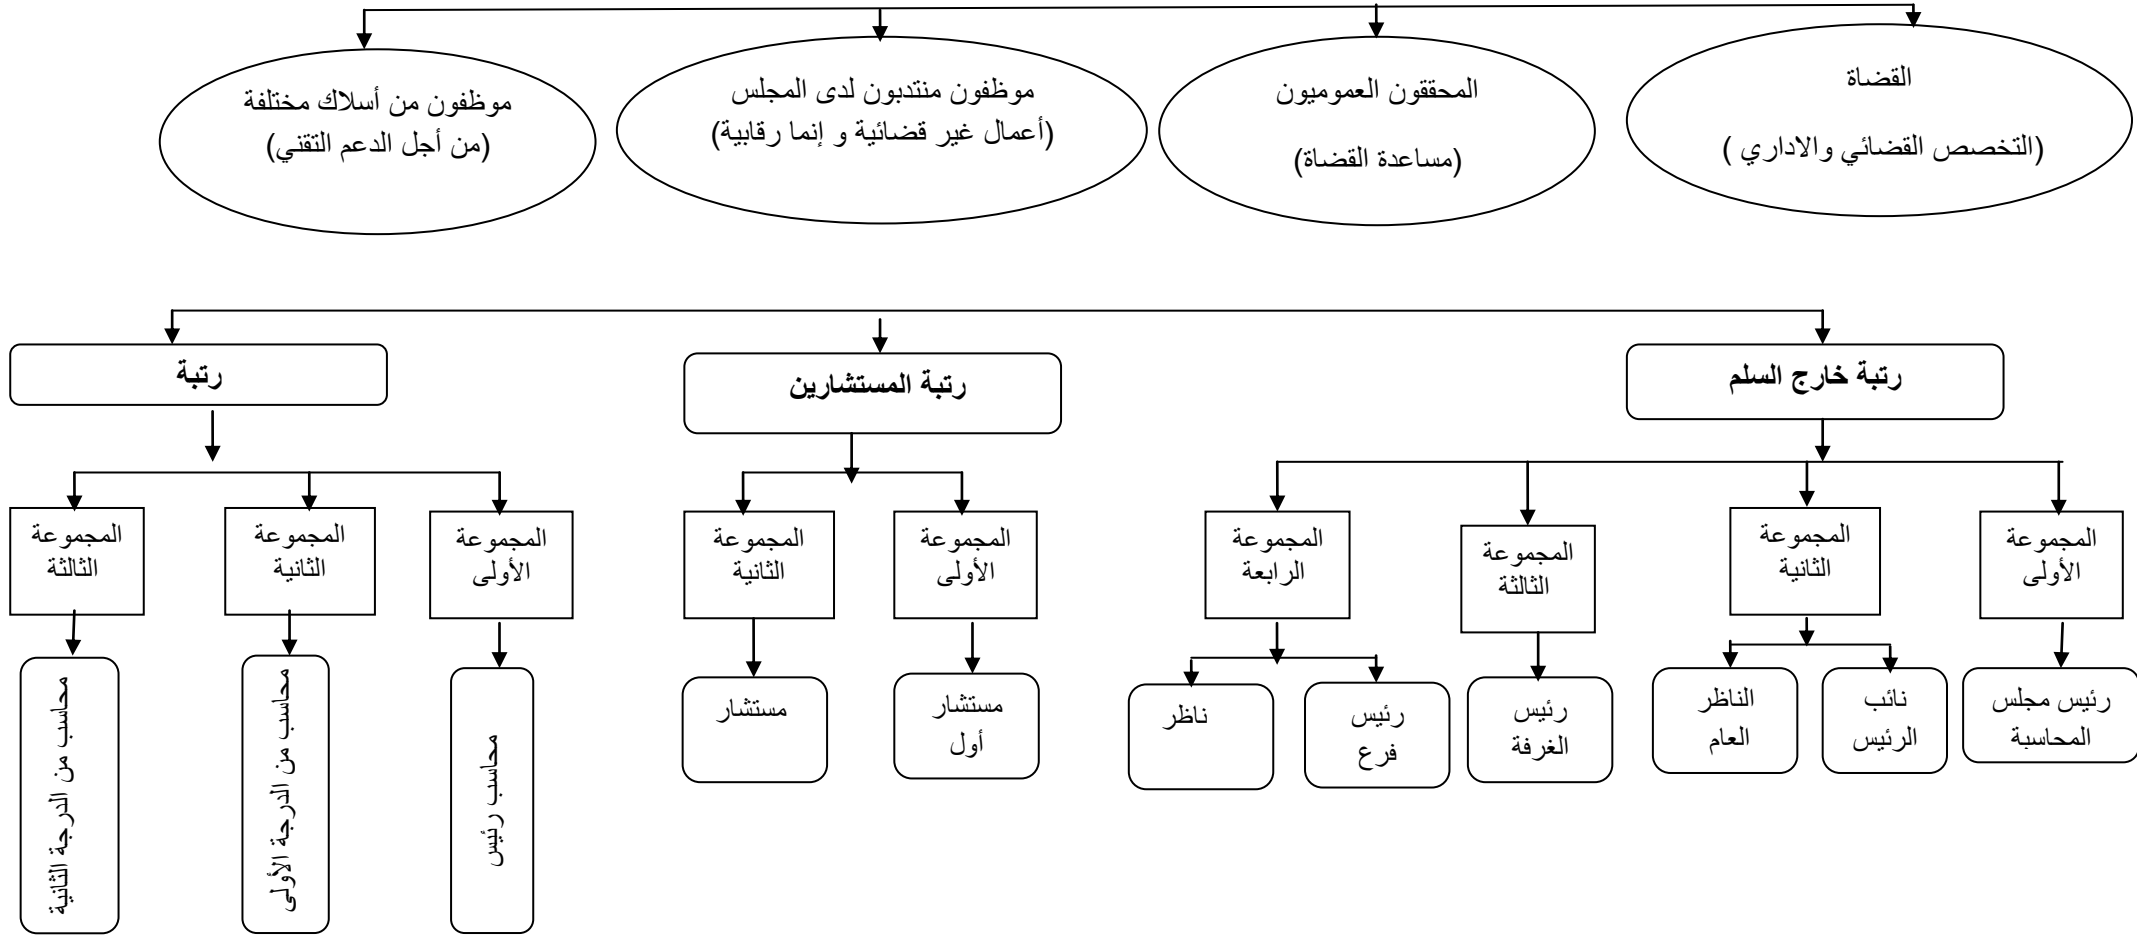 القضاة
(التخصص القضائي والاداري )
المحققون العموميون
(مساعدة القضاة)
موظفون منتدبون لدى المجلس
(أعمال غير قضائية و إنما رقابية)
موظفون من أسلاك مختلفة
(من أجل الدعم التقني)
رتبة خارج السلم
رتبة المستشارين
رتبة
المجموعة
الأولى
المجموعة
الثانية
المجموعة
الثالثة
المجموعة
الرابعة
المجموعة
الأولى
المجموعة
الثانية
المجموعة
الأولى
المجموعة
الثانية
المجموعة
الثالثة
رئيس مجلس
المحاسبة
نائب
الرئيس
الناظر
العام
رئيس
الغرفة
رئيس
فرع
ناظر
مستشار
أول
مستشار
محاسب رئيس
محاسب من الدرجة الأولى
محاسب من الدرجة الثانية